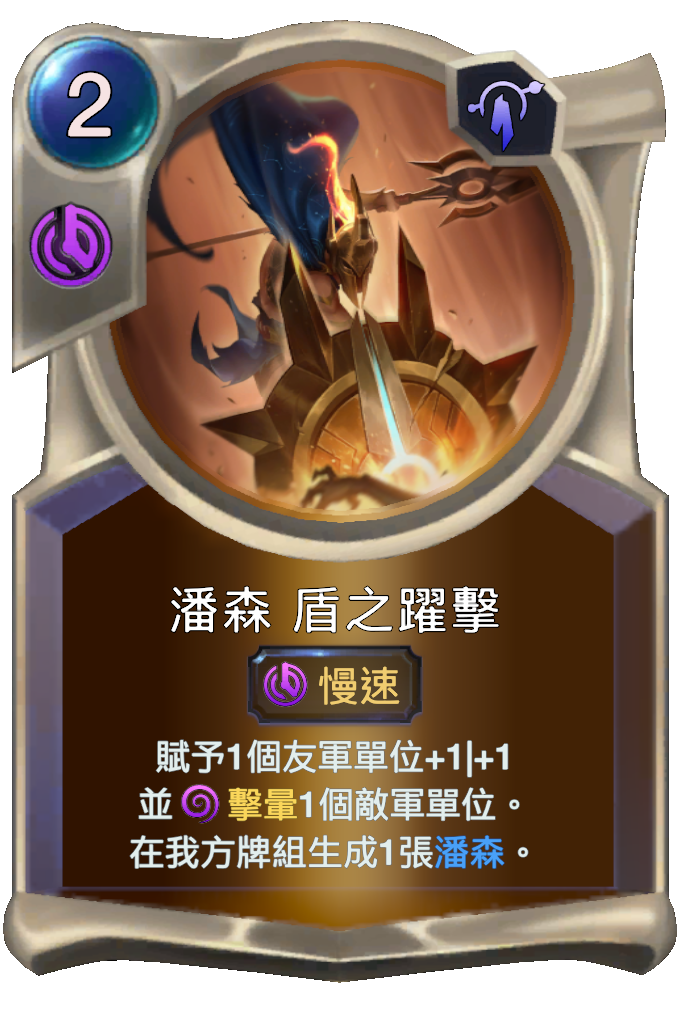 2
潘森 盾之躍擊
慢速
賦予1個友軍單位+1|+1
並 擊暈1個敵軍單位。
在我方牌組生成1張潘森。